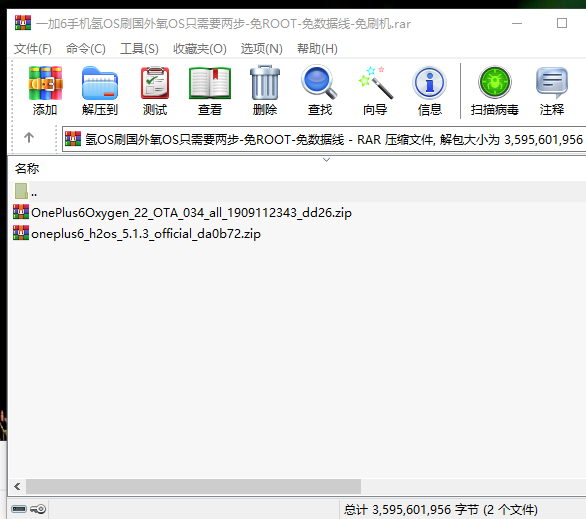 一加6手机氢OS刷国外氧OS只需要两步-免ROOT-免数据线-免刷机.rar
文件(F) 命令(C) 工具(S) 收藏夹(O) 选项(N) 帮助(H)
添加 解压到 测试 查看 删除 查找 向导 信息 扫描病毒 注释
氢OS刷国外氧OS只需要两步-免ROOT-免数据线 - RAR 压缩文件, 解包大小为 3,595,601,956
名称
..
OnePlus6Oxygen_22_OTA_034_all_1909112343_dd26.zip
oneplus6_h2os_5.1.3_official_da0b72.zip
总计 3,595,601,956 字节 (2 个文件)